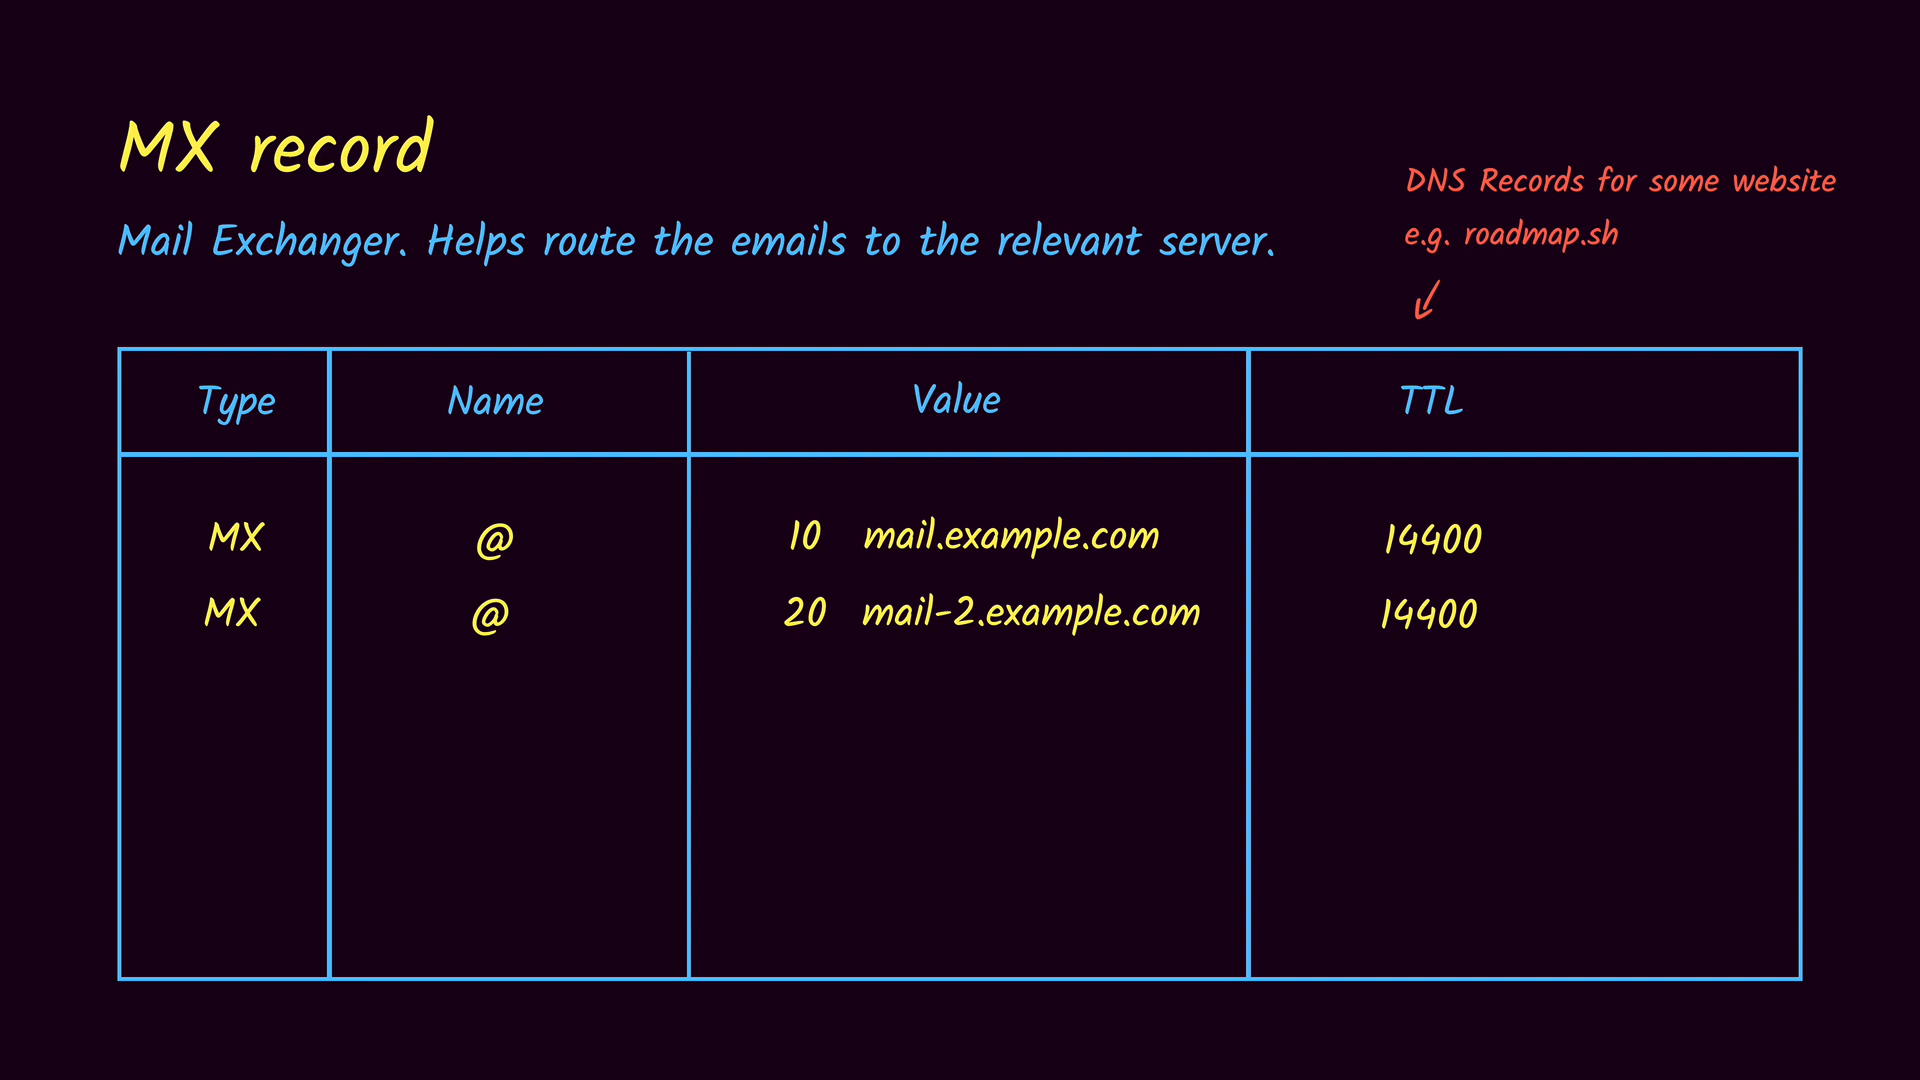 MX record
Mail Exchanger. Helps route the emails to the relevant server.
DNS Records for some website
e.g. roadmap.sh
Type Name Value TTL
MX @ 10 mail.example.com 14400
MX @ 20 mail-2.example.com 14400